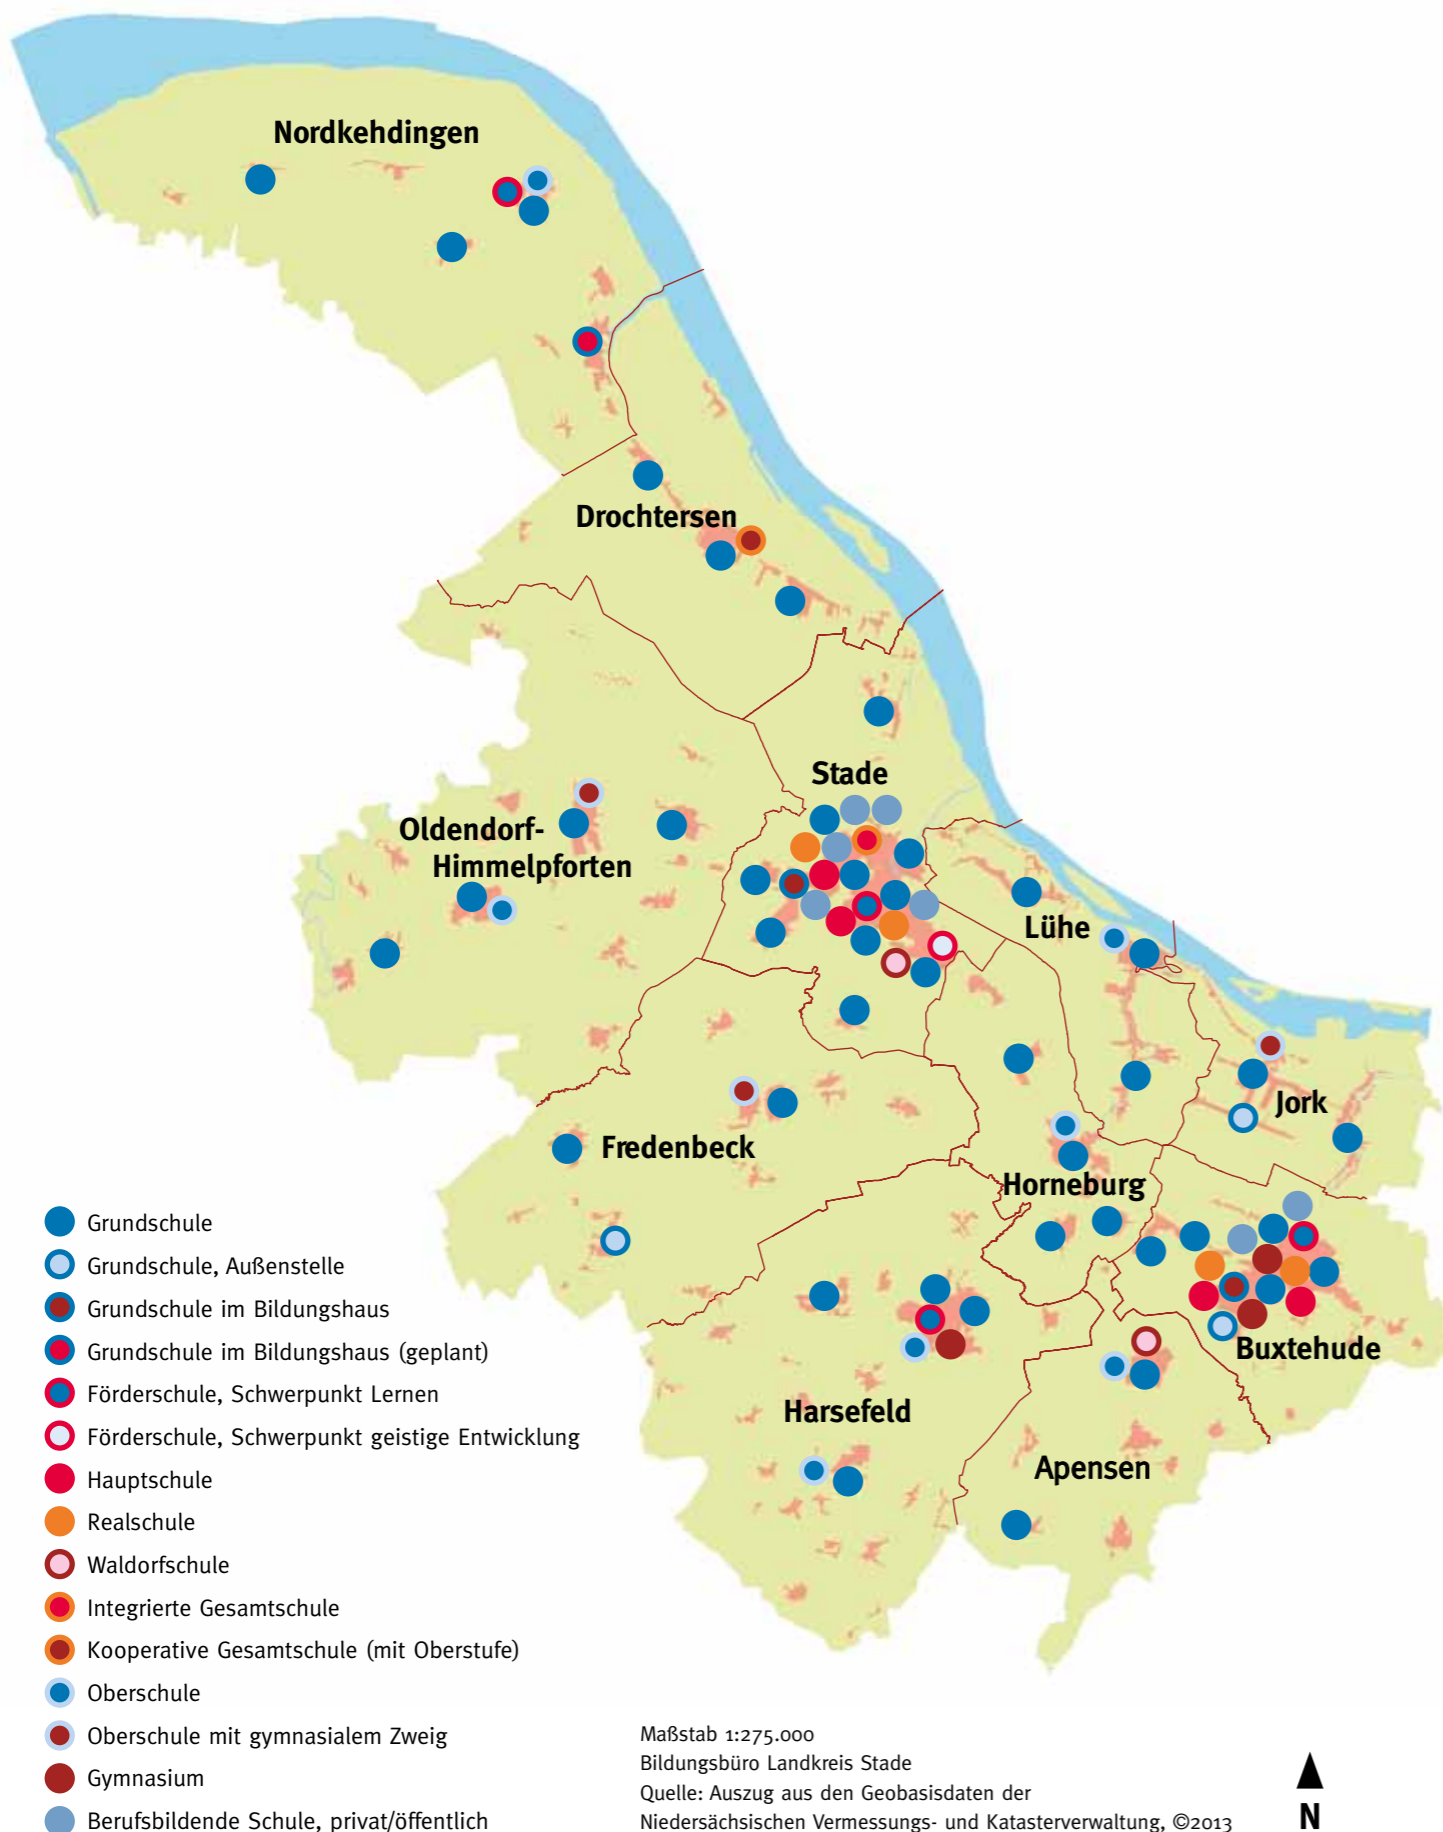 Nordkehdingen
Drochtersen
Stade
Oldendorf-
Himmelpforten
Lühe
Jork
Fredenbeck
Horneburg
Buxtehude
Harsefeld
Apensen
Grundschule
Grundschule, Außenstelle
Grundschule im Bildungshaus
Grundschule im Bildungshaus (geplant)
Förderschule, Schwerpunkt Lernen
Förderschule, Schwerpunkt geistige Entwicklung
Hauptschule
Realschule
Waldorfschule
Integrierte Gesamtschule
Kooperative Gesamtschule (mit Oberstufe)
Oberschule
Oberschule mit gymnasialem Zweig
Gymnasium
Berufsbildende Schule, privat/öffentlich
Maßstab 1:275.000
Bildungsbüro Landkreis Stade
Quelle: Auszug aus den Geobasisdaten der
Niedersächsischen Vermessungs- und Katasterverwaltung, ©2013
N